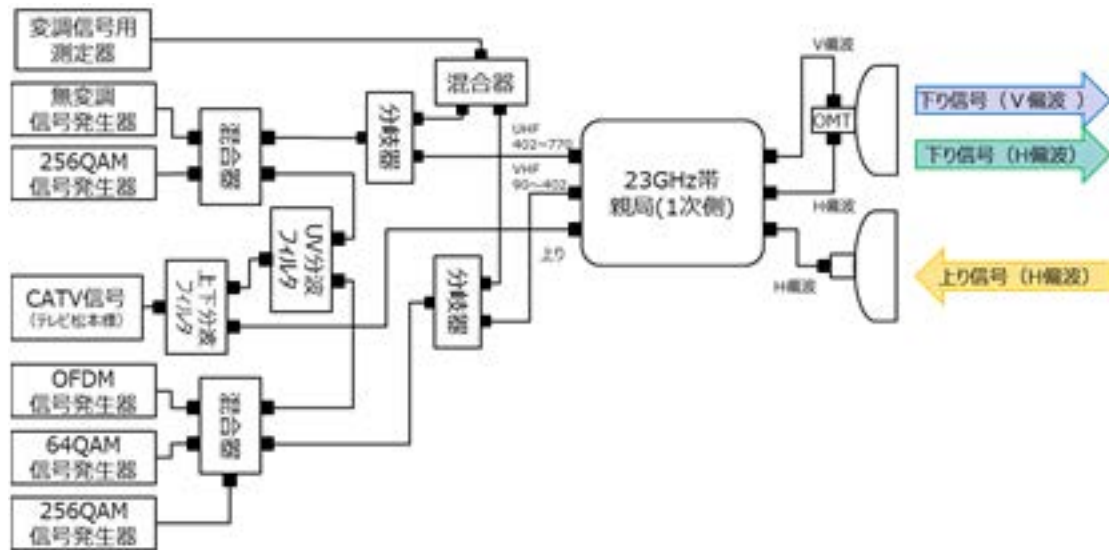 変調信号用
測定器
無変調
信号発生器
256QAM
信号発生器
混合器
分岐器
混合器
UHF
402~770
VHF
90~402
上り
23GHz帯
親局(1次側)
V偏波
OMT
H偏波
H偏波
下り信号(V偏波 )
下り信号(H偏波)
上り信号(H偏波)
CATV信号
(テレビ松本様)
上下分波
フィルタ
UV分波
フィルタ
分岐器
OFDM
信号発生器
64QAM
信号発生器
256QAM
信号発生器
混合器